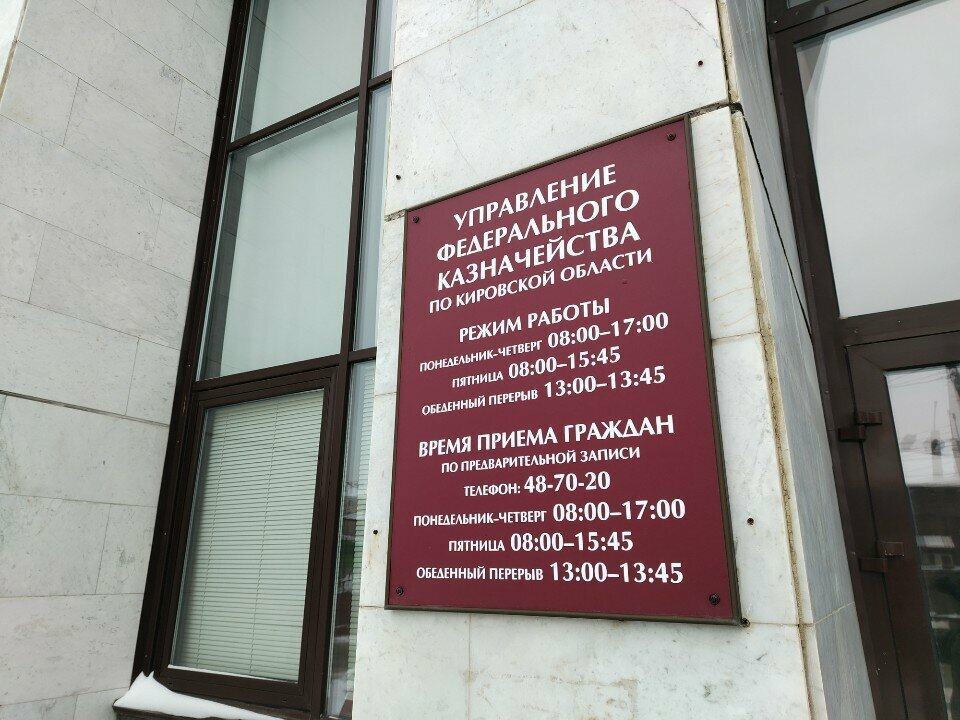 УПРАВЛЕНИЕ
ФЕДЕРАЛЬНОГО
КАЗНАЧЕЙСТВА
ПО КИРОВСКОЙ ОБЛАСТИ
РЕЖИМ РАБОТЫ
ПОНЕДЕЛЬНИК–ЧЕТВЕРГ 08:00–17:00
ПЯТНИЦА 08:00–15:45
ОБЕДЕННЫЙ ПЕРЕРЫВ 13:00–13:45
ВРЕМЯ ПРИЕМА ГРАЖДАН
ПО ПРЕДВАРИТЕЛЬНОЙ ЗАПИСИ
ТЕЛЕФОН: 48-70-20
ПОНЕДЕЛЬНИК–ЧЕТВЕРГ 08:00–17:00
ПЯТНИЦА 08:00–15:45
ОБЕДЕННЫЙ ПЕРЕРЫВ 13:00–13:45